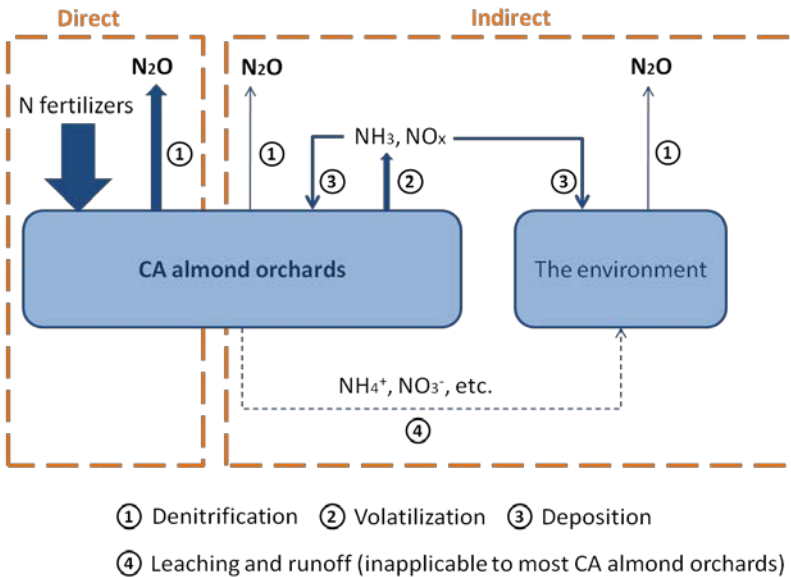 Direct
Indirect
N₂O
N₂O
N₂O
N fertilizers
NH₃, NOₓ
①
①
①
③
②
③
CA almond orchards
The environment
NH₄⁺, NO₃⁻, etc.
④
① Denitrification ② Volatilization ③ Deposition
④ Leaching and runoff (inapplicable to most CA almond orchards)